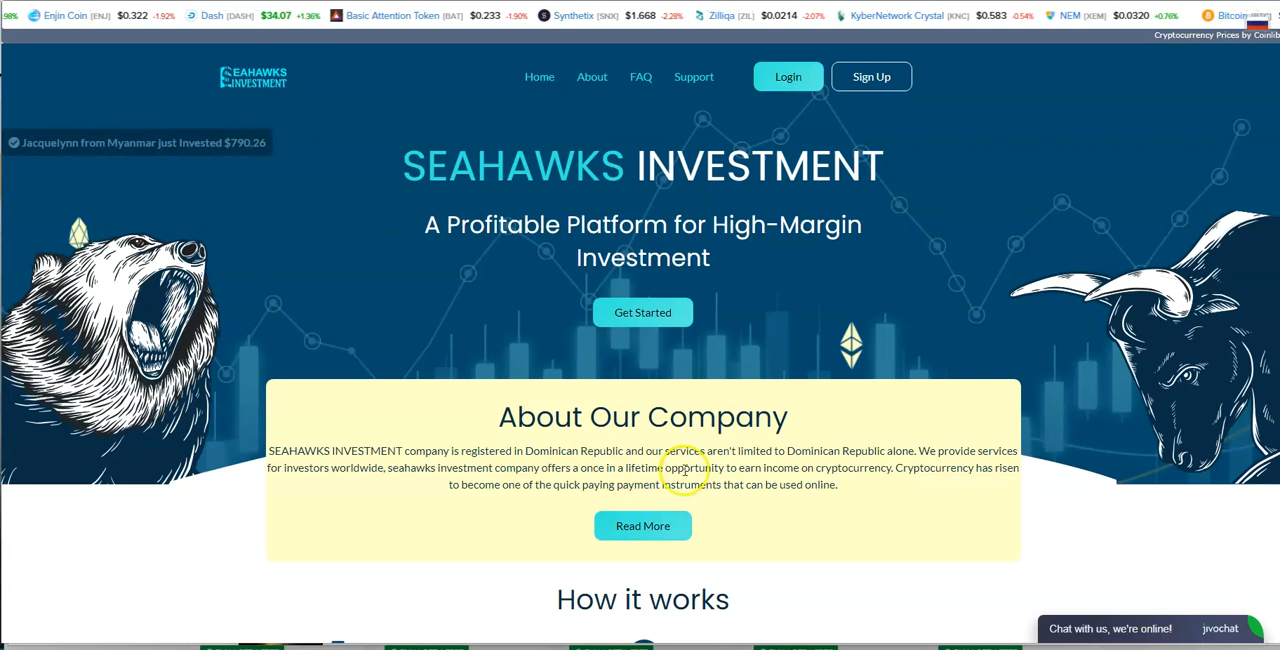 .98% Enjin Coin [ENJ] $0.322 -1.92% Dash [DASH] $34.07 +1.36% Basic Attention Token [BAT] $0.233 -1.90% Synthetix [SNX] $1.668 -2.28% Zilliqa [ZIL] $0.0214 -2.07% KyberNetwork Crystal [KNC] $0.583 -0.54% NEM [XEM] $0.0320 +0.76% Bitcoin
Cryptocurrency Prices by Coinlib
SEAHAWKS
INVESTMENT
Home About FAQ Support Login Sign Up
Jacquelynn from Myanmar just Invested $790.26
SEAHAWKS INVESTMENT
A Profitable Platform for High-Margin
Investment
Get Started
About Our Company
SEAHAWKS INVESTMENT company is registered in Dominican Republic and our services aren't limited to Dominican Republic alone. We provide services
for investors worldwide, seahawks investment company offers a once in a lifetime opportunity to earn income on cryptocurrency. Cryptocurrency has risen
to become one of the quick paying payment instruments that can be used online.
Read More
How it works
Chat with us, we're online! jivochat